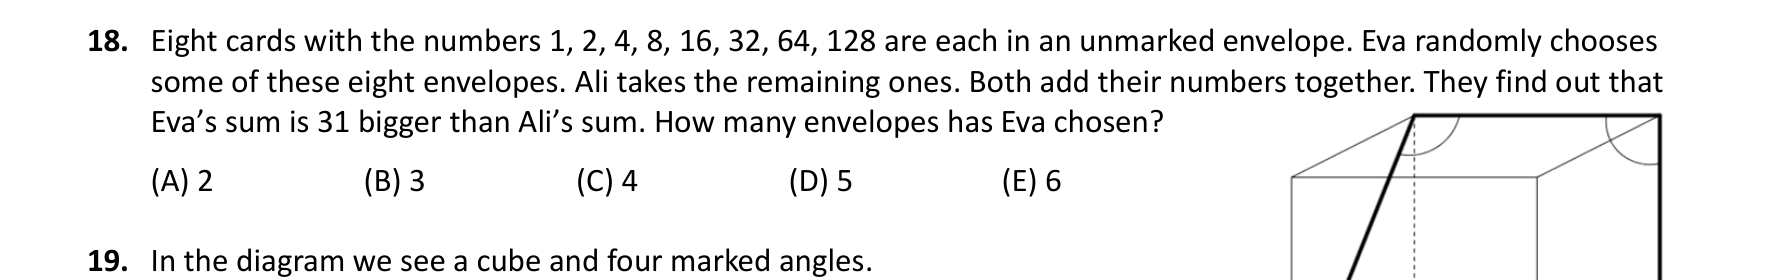 18. Eight cards with the numbers 1, 2, 4, 8, 16, 32, 64, 128 are each in an unmarked envelope. Eva randomly chooses
some of these eight envelopes. Ali takes the remaining ones. Both add their numbers together. They find out that
Eva’s sum is 31 bigger than Ali’s sum. How many envelopes has Eva chosen?
(A) 2 (B) 3 (C) 4 (D) 5 (E) 6
19. In the diagram we see a cube and four marked angles.